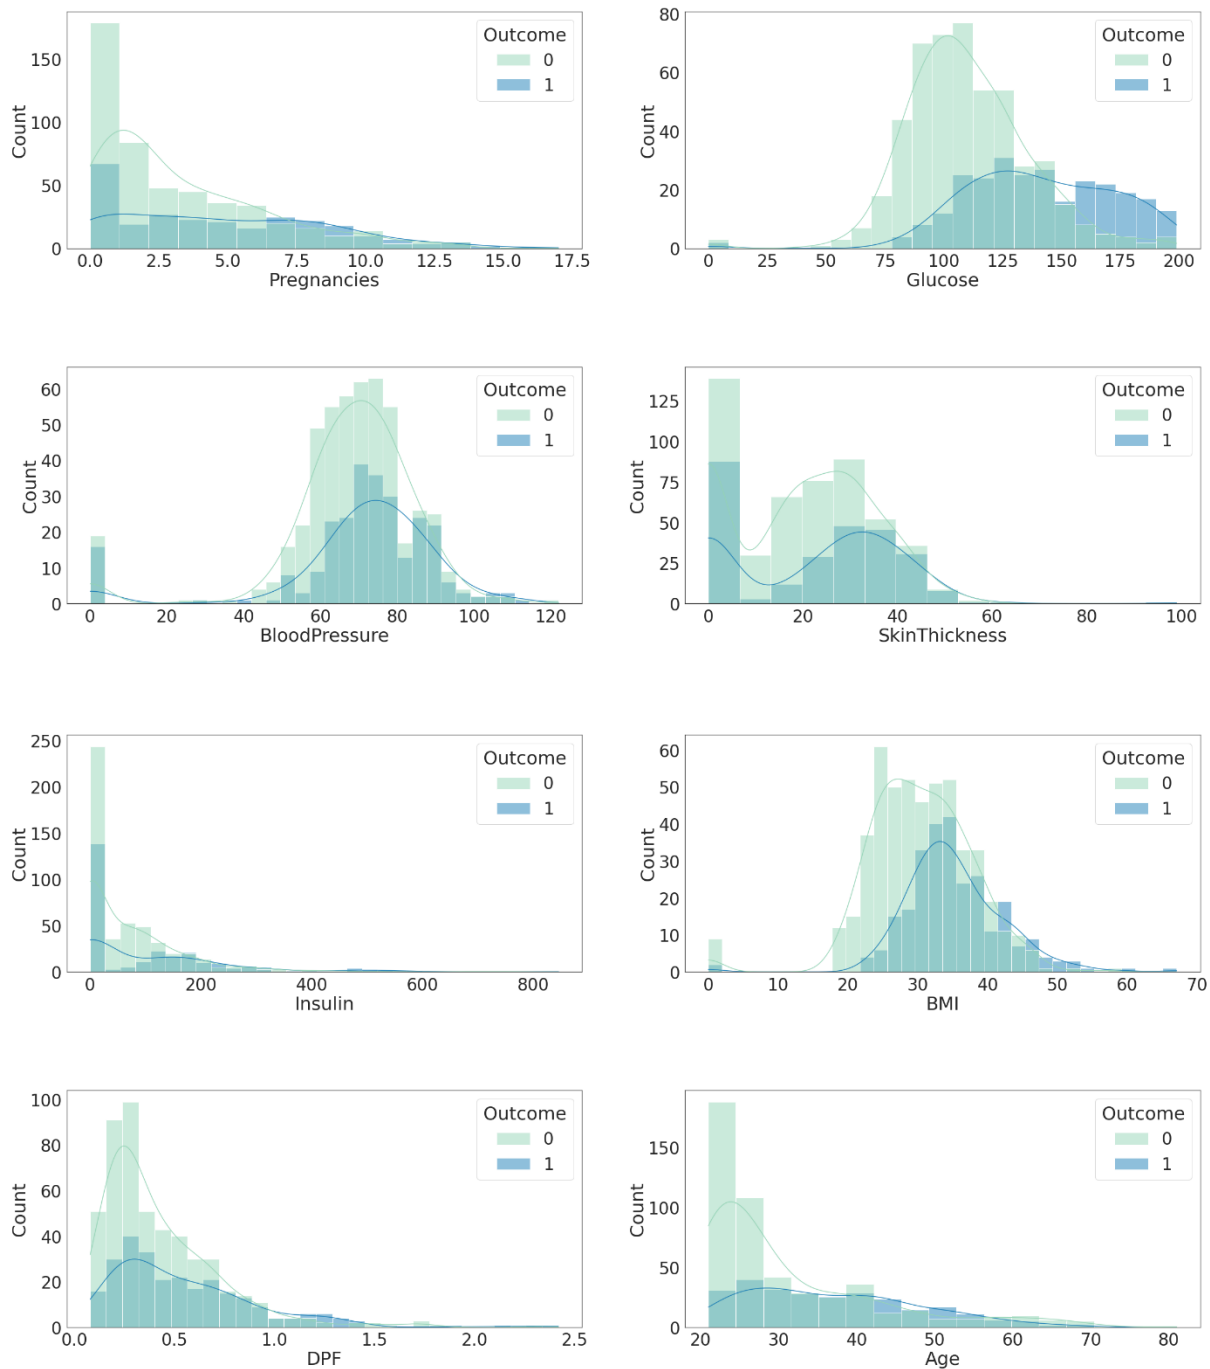 Outcome
0
1
Count
150
100
50
0
0.0 2.5 5.0 7.5 10.0 12.5 15.0 17.5
Pregnancies
Outcome
0
1
Count
80
60
40
20
0
0 25 50 75 100 125 150 175 200
Glucose
Outcome
0
1
Count
60
50
40
30
20
10
0
0 20 40 60 80 100 120
BloodPressure
Outcome
0
1
Count
125
100
75
50
25
0
0 20 40 60 80 100
SkinThickness
Outcome
0
1
Count
250
200
150
100
50
0
0 200 400 600 800
Insulin
Outcome
0
1
Count
60
50
40
30
20
10
0
0 10 20 30 40 50 60 70
BMI
Outcome
0
1
Count
100
80
60
40
20
0
0.0 0.5 1.0 1.5 2.0 2.5
DPF
Outcome
0
1
Count
150
100
50
0
20 30 40 50 60 70 80
Age